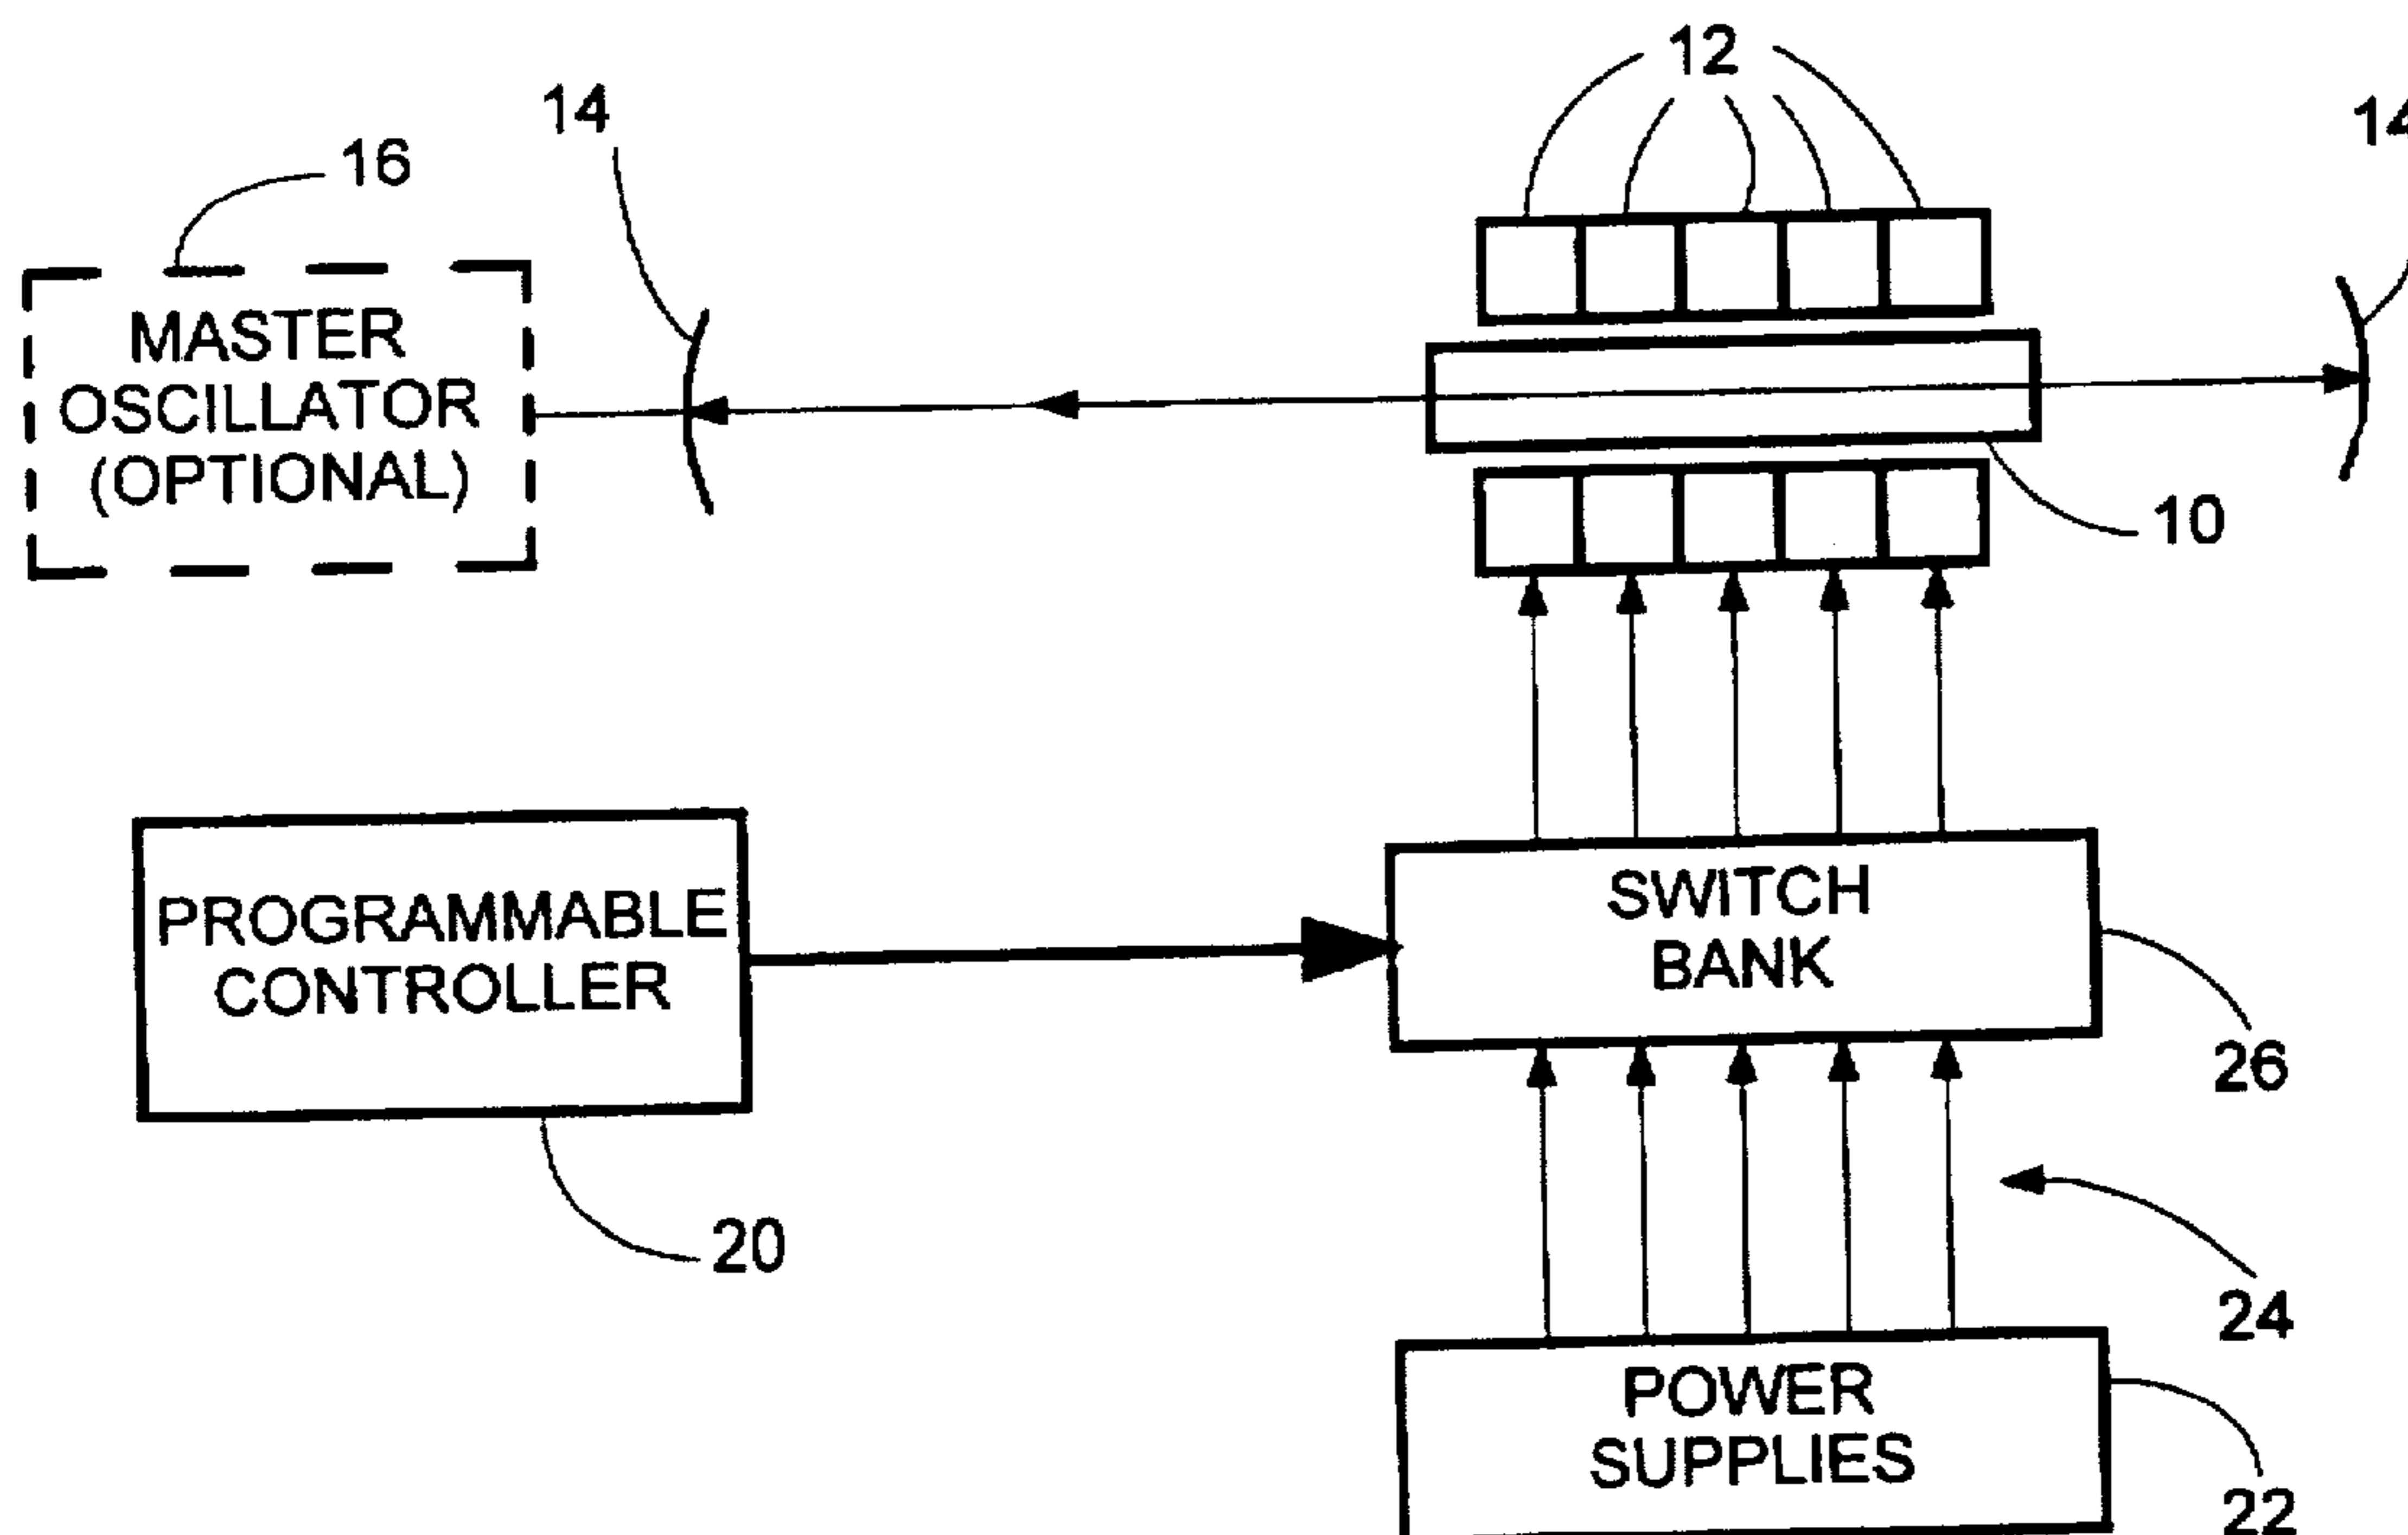 12
14
14
16
MASTER
OSCILLATOR
(OPTIONAL)
10
PROGRAMMABLE
CONTROLLER
SWITCH
BANK
26
20
24
POWER
SUPPLIES
22